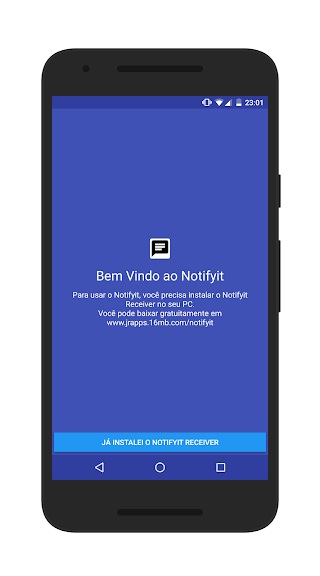 23:01
Bem Vindo ao Notifyit
Para usar o Notifyit, você precisa instalar o Notifyit
Receiver no seu PC.
Você pode baixar gratuitamente em
www.jrapps.16mb.com/notifyit
JÁ INSTALEI O NOTIFYIT RECEIVER